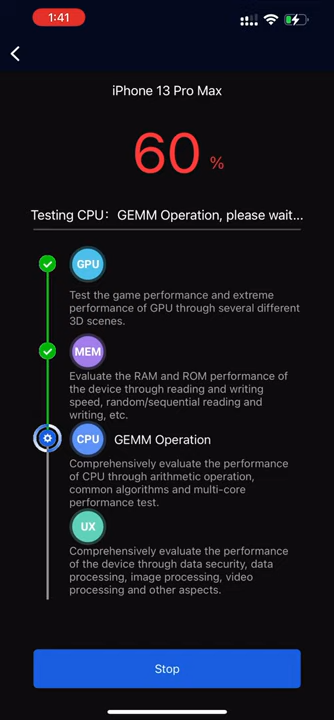 1:41
iPhone 13 Pro Max
60 %
Testing CPU： GEMM Operation, please wait...
GPU
Test the game performance and extreme
performance of GPU through several different
3D scenes.
MEM
Evaluate the RAM and ROM performance of
the device through reading and writing
speed, random/sequential reading and
writing, etc.
CPU GEMM Operation
Comprehensively evaluate the performance
of CPU through arithmetic operation,
common algorithms and multi-core
performance test.
UX
Comprehensively evaluate the performance
of the device through data security, data
processing, image processing, video
processing and other aspects.
Stop